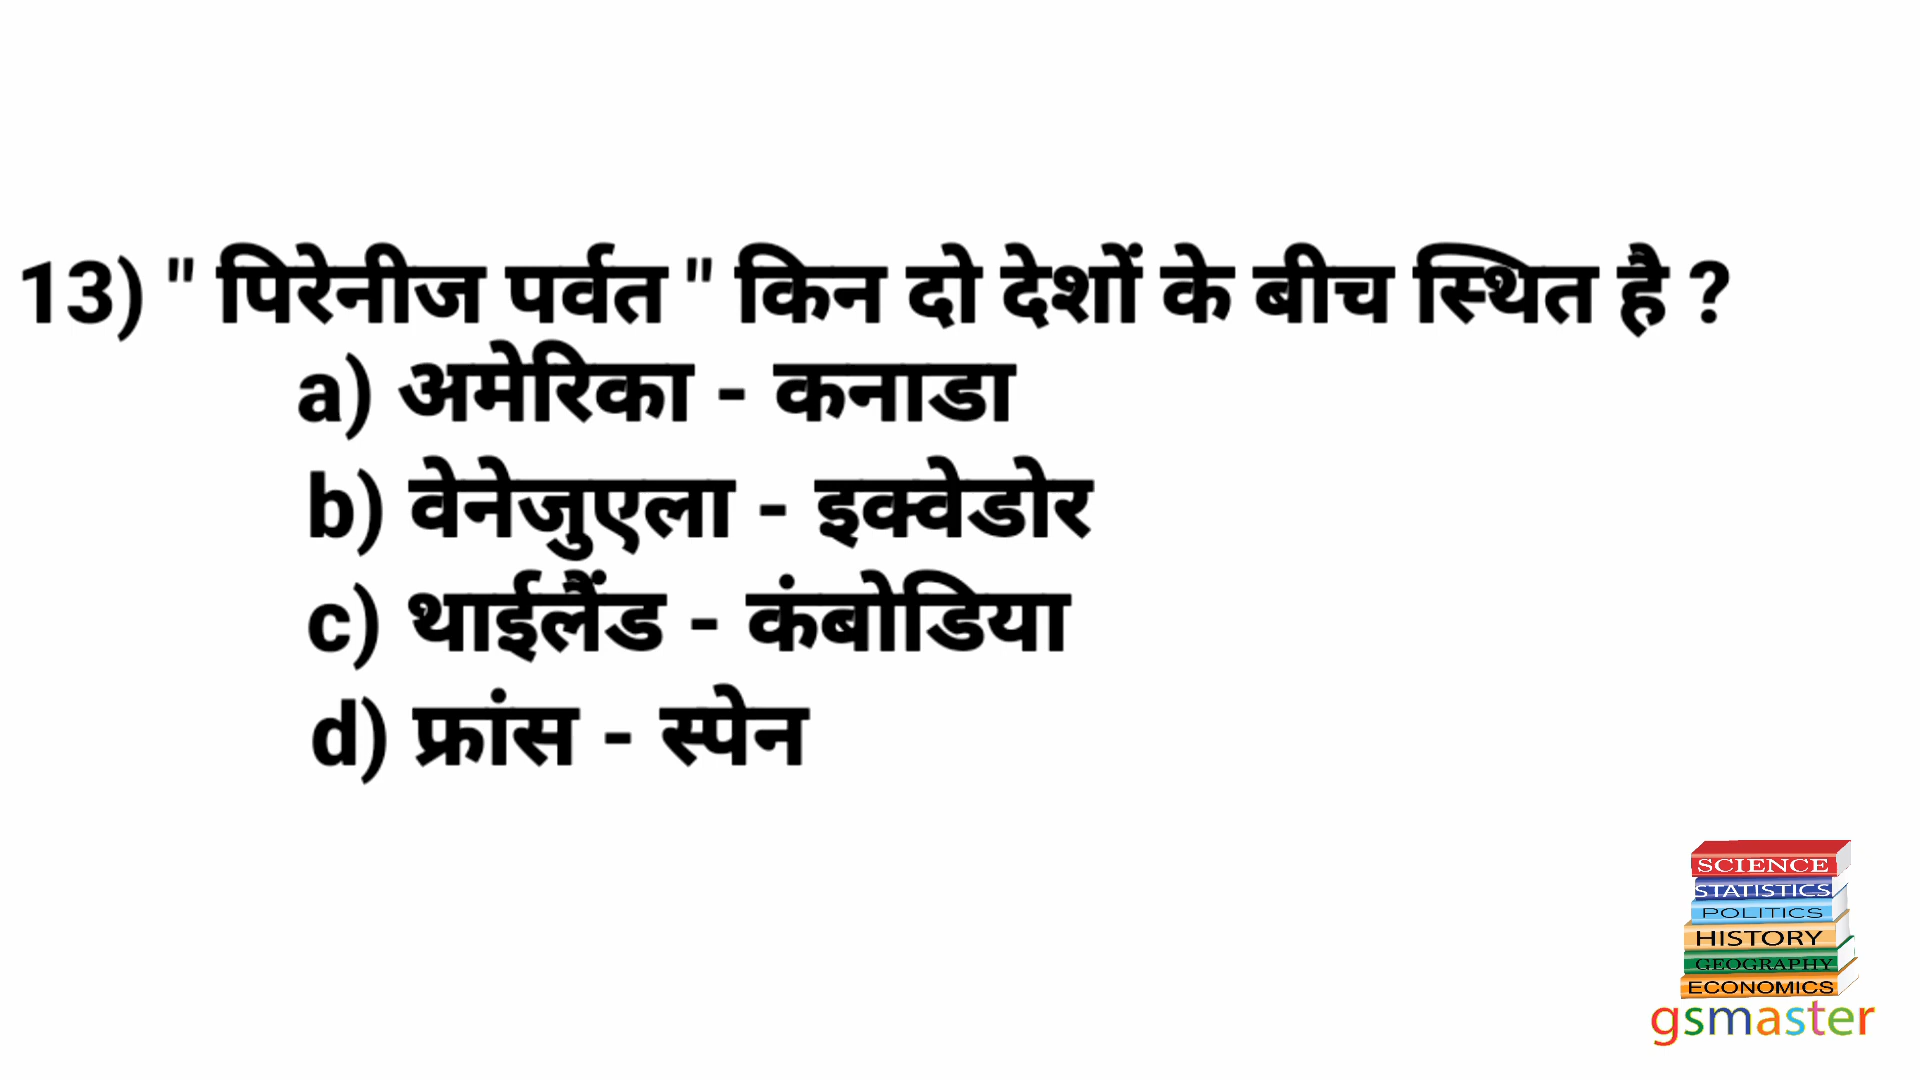 13) " पिरेनीज पर्वत " किन दो देशों के बीच स्थित है ?
a) अमेरिका - कनाडा
b) वेनेजुएला - इक्वेडोर
c) थाईलैंड - कंबोडिया
d) फ्रांस - स्पेन
SCIENCE
STATISTICS
POLITICS
HISTORY
GEOGRAPHY
ECONOMICS
gsmaster